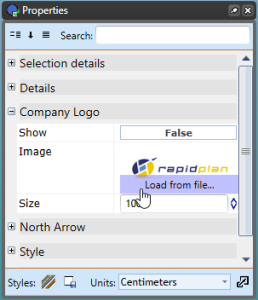 Properties
Search:
Selection details
Details
Company Logo
Show False
Image
rapidplan
Load from file...
Size 100
North Arrow
Style
Styles: Units: Centimeters